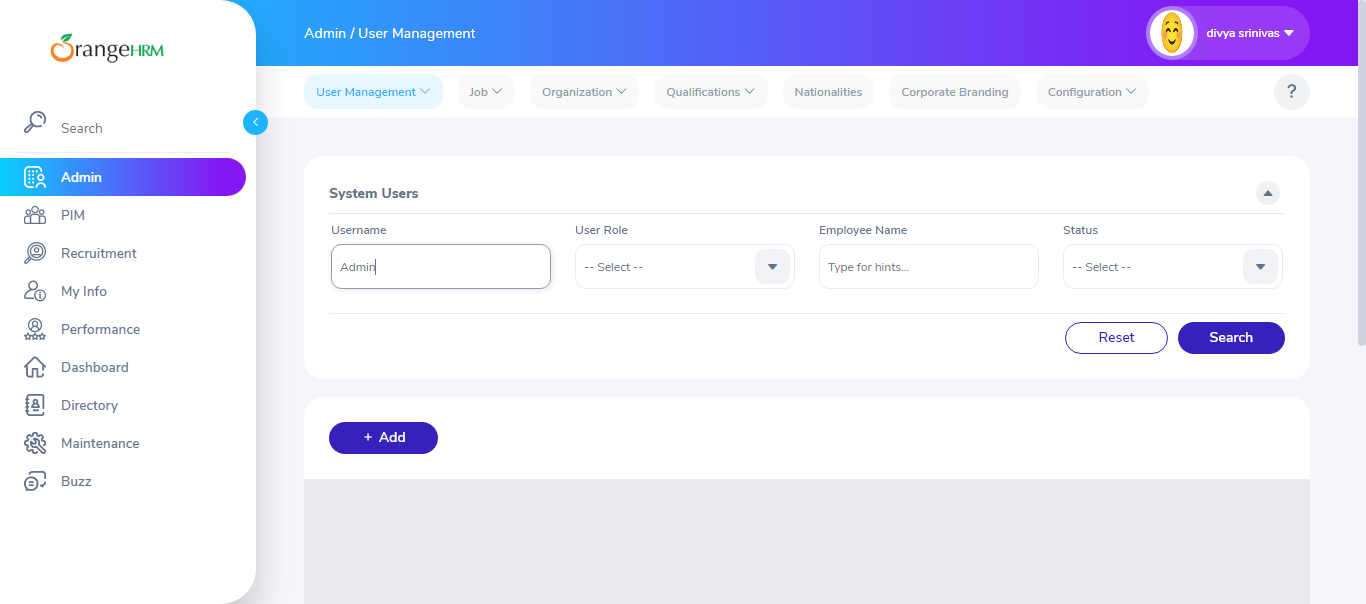 OrangeHRM
Search
Admin
PIM
Recruitment
My Info
Performance
Dashboard
Directory
Maintenance
Buzz
Admin / User Management
divya srinivas
User Management
Job
Organization
Qualifications
Nationalities
Corporate Branding
Configuration
?
System Users
Username
User Role
Employee Name
Status
Admin
-- Select --
Type for hints...
-- Select --
Reset
Search
+ Add